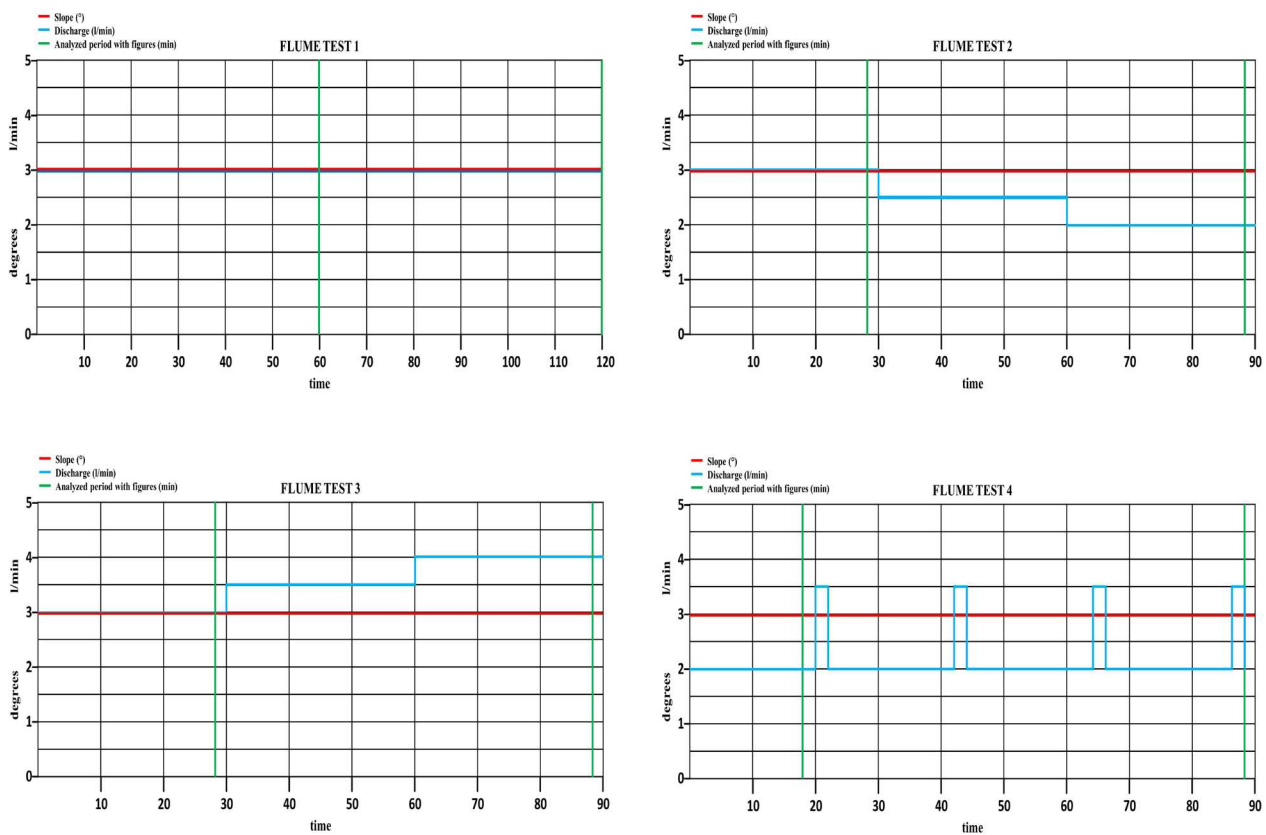 Slope (°)
Discharge (l/min)
Analyzed period with figures (min)
FLUME TEST 1
5
4
3
2
1
0
l/min
degrees
10 20 30 40 50 60 70 80 90 100 110 120
time
Slope (°)
Discharge (l/min)
Analyzed period with figures (min)
FLUME TEST 2
5
4
3
2
1
0
l/min
degrees
10 20 30 40 50 60 70 80 90
time
Slope (°)
Discharge (l/min)
Analyzed period with figures (min)
FLUME TEST 3
5
4
3
2
1
0
l/min
degrees
10 20 30 40 50 60 70 80 90
time
Slope (°)
Discharge (l/min)
Analyzed period with figures (min)
FLUME TEST 4
5
4
3
2
1
0
l/min
degrees
10 20 30 40 50 60 70 80 90
time